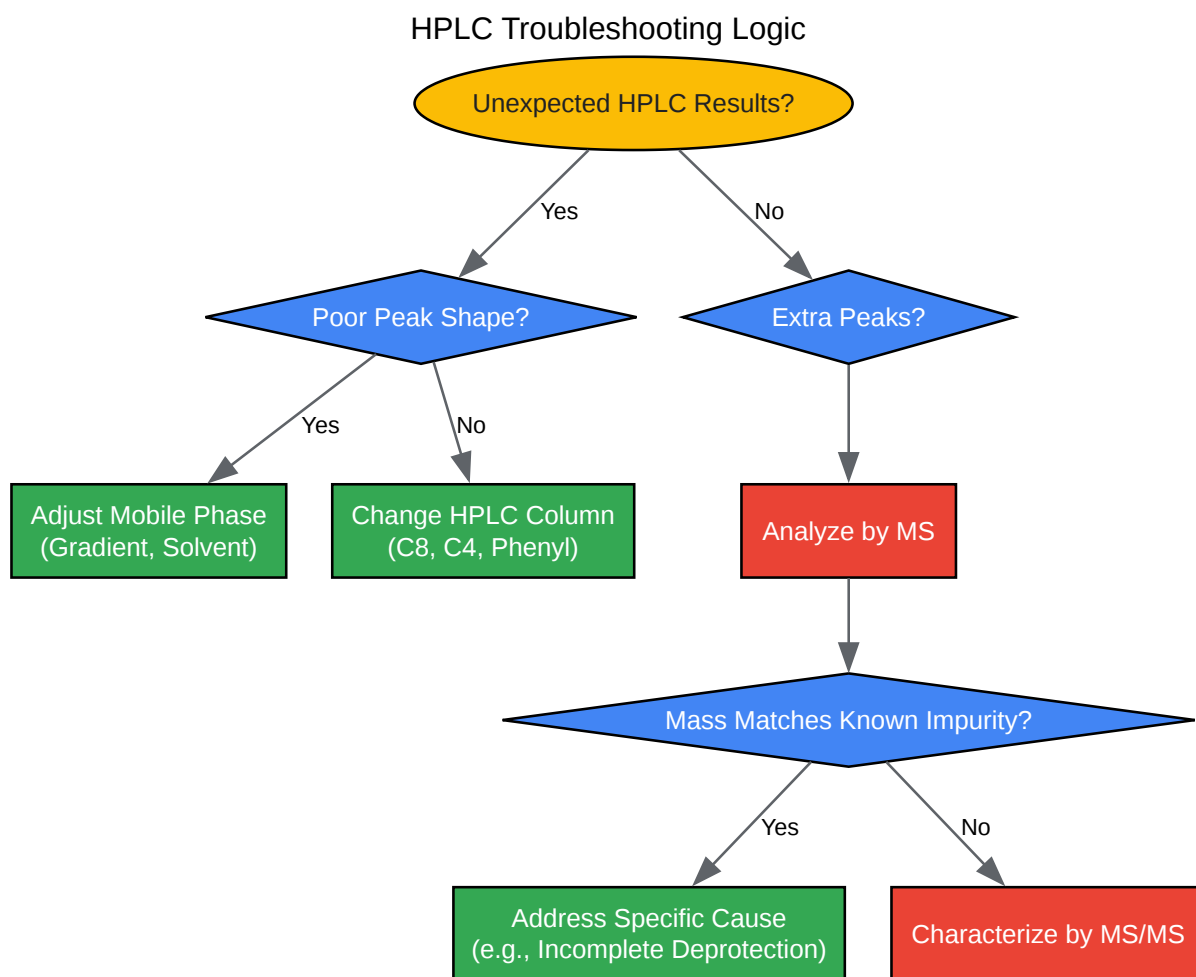 HPLC Troubleshooting Logic
Unexpected HPLC Results?
Yes
No
Poor Peak Shape?
Extra Peaks?
Yes
No
Adjust Mobile Phase
(Gradient, Solvent)
Change HPLC Column
(C8, C4, Phenyl)
Analyze by MS
Mass Matches Known Impurity?
Yes
No
Address Specific Cause
(e.g., Incomplete Deprotection)
Characterize by MS/MS